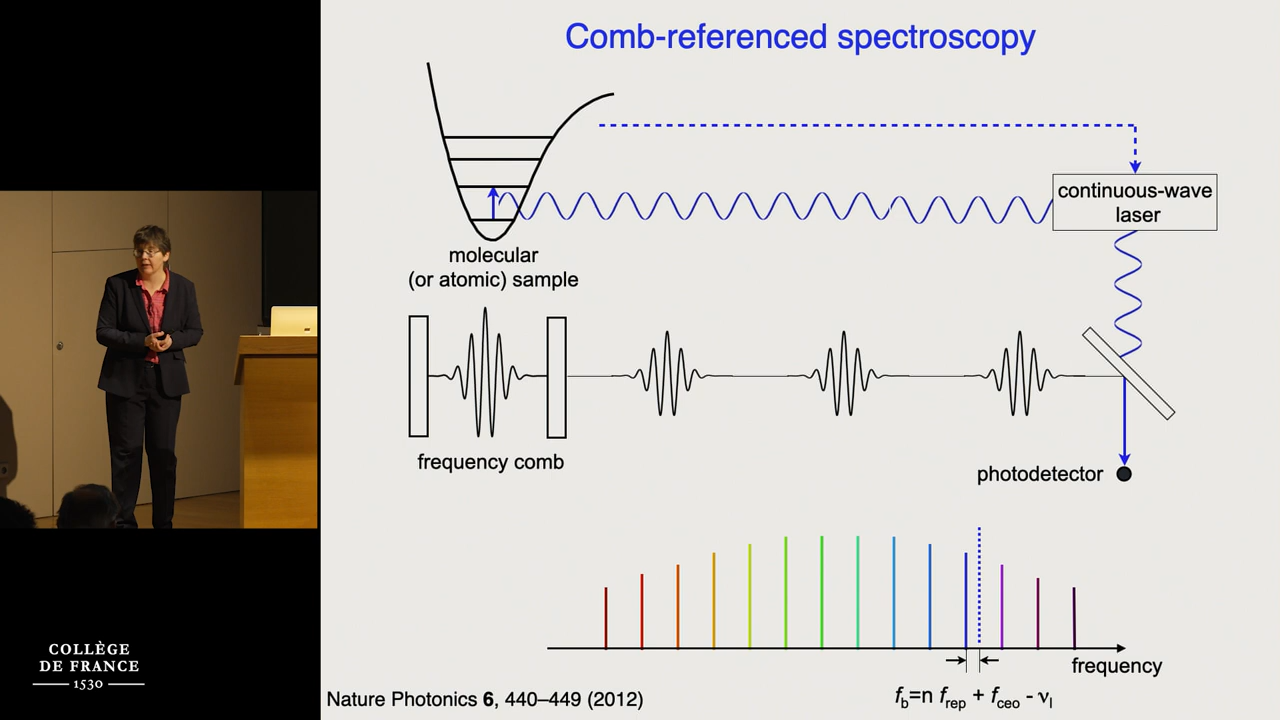 Comb-referenced spectroscopy
continuous-wave
laser
molecular
(or atomic) sample
frequency comb
photodetector
frequency
f_b=n f_rep + f_ceo - ν_l
Nature Photonics 6, 440–449 (2012)
COLLÈGE
DE FRANCE
1530